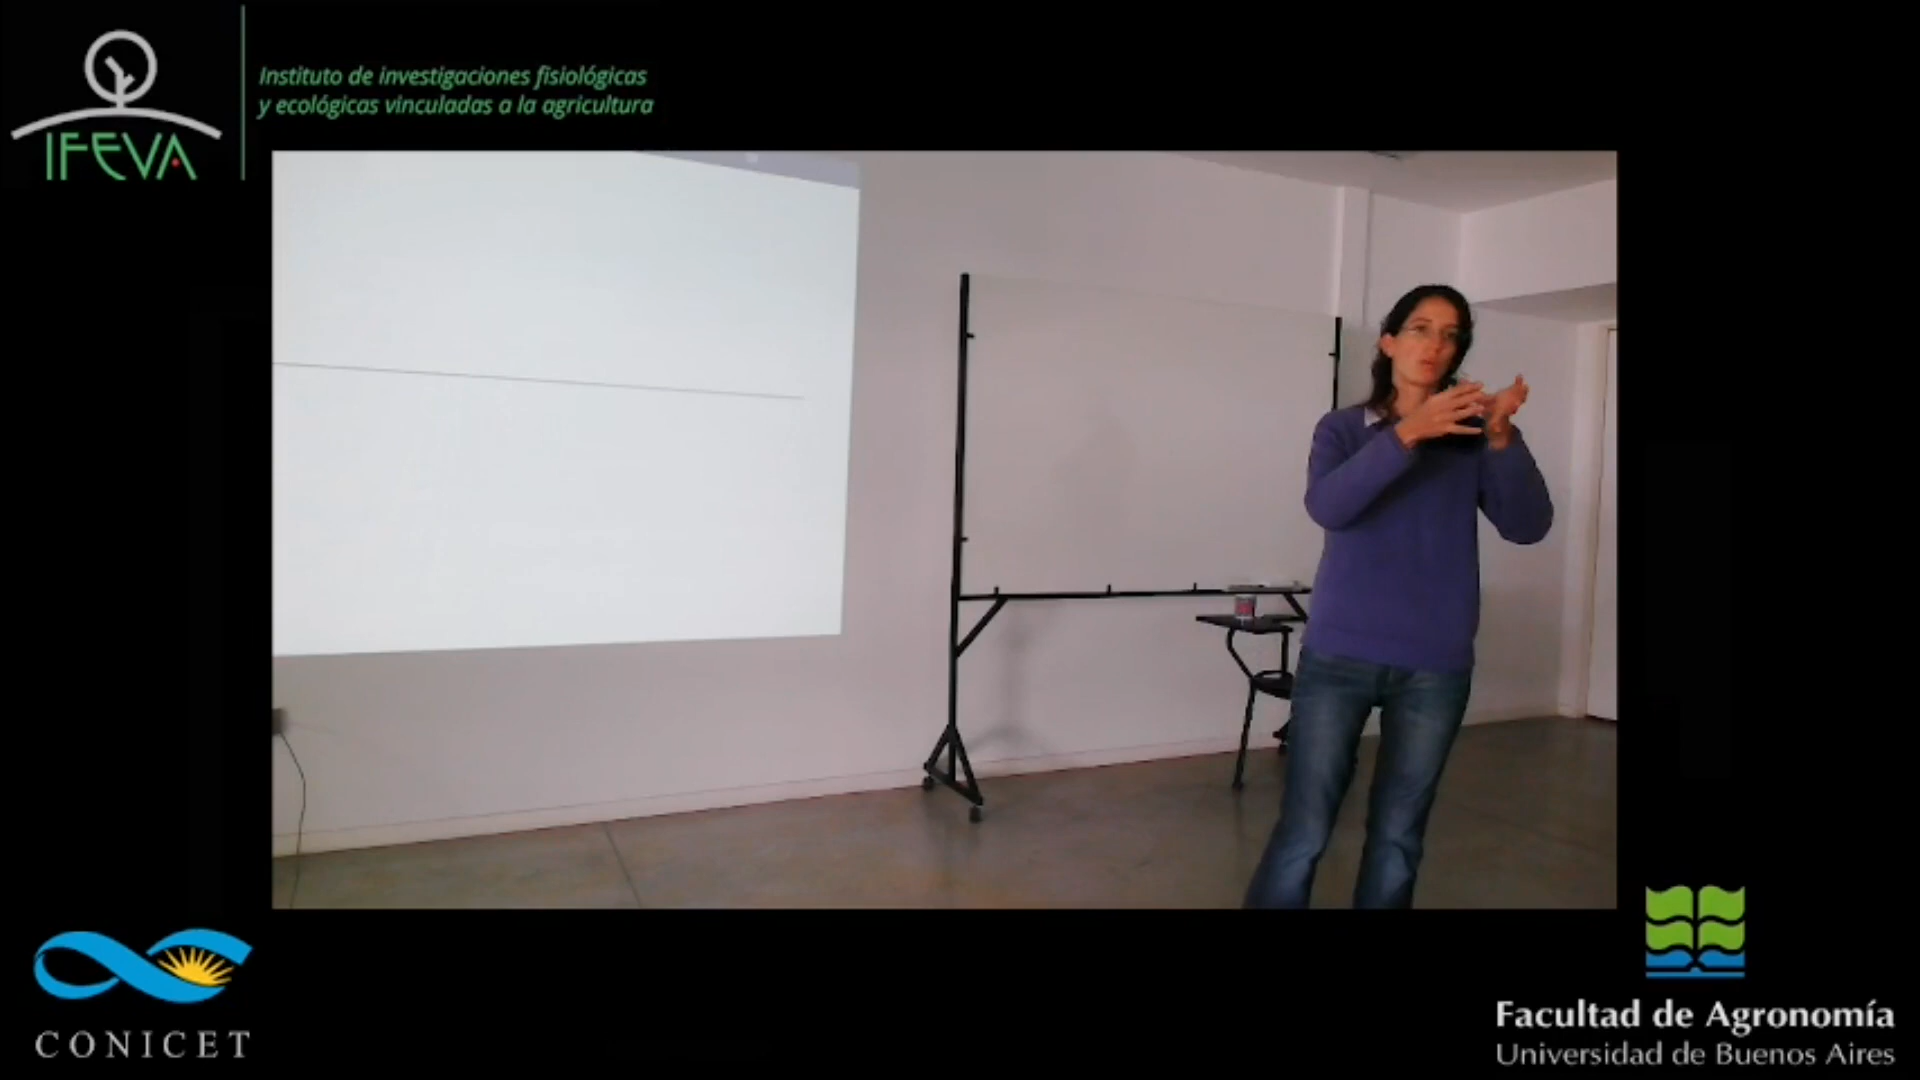 IFEVA
Instituto de investigaciones fisiológicas
y ecológicas vinculadas a la agricultura
CONICET
Facultad de Agronomía
Universidad de Buenos Aires